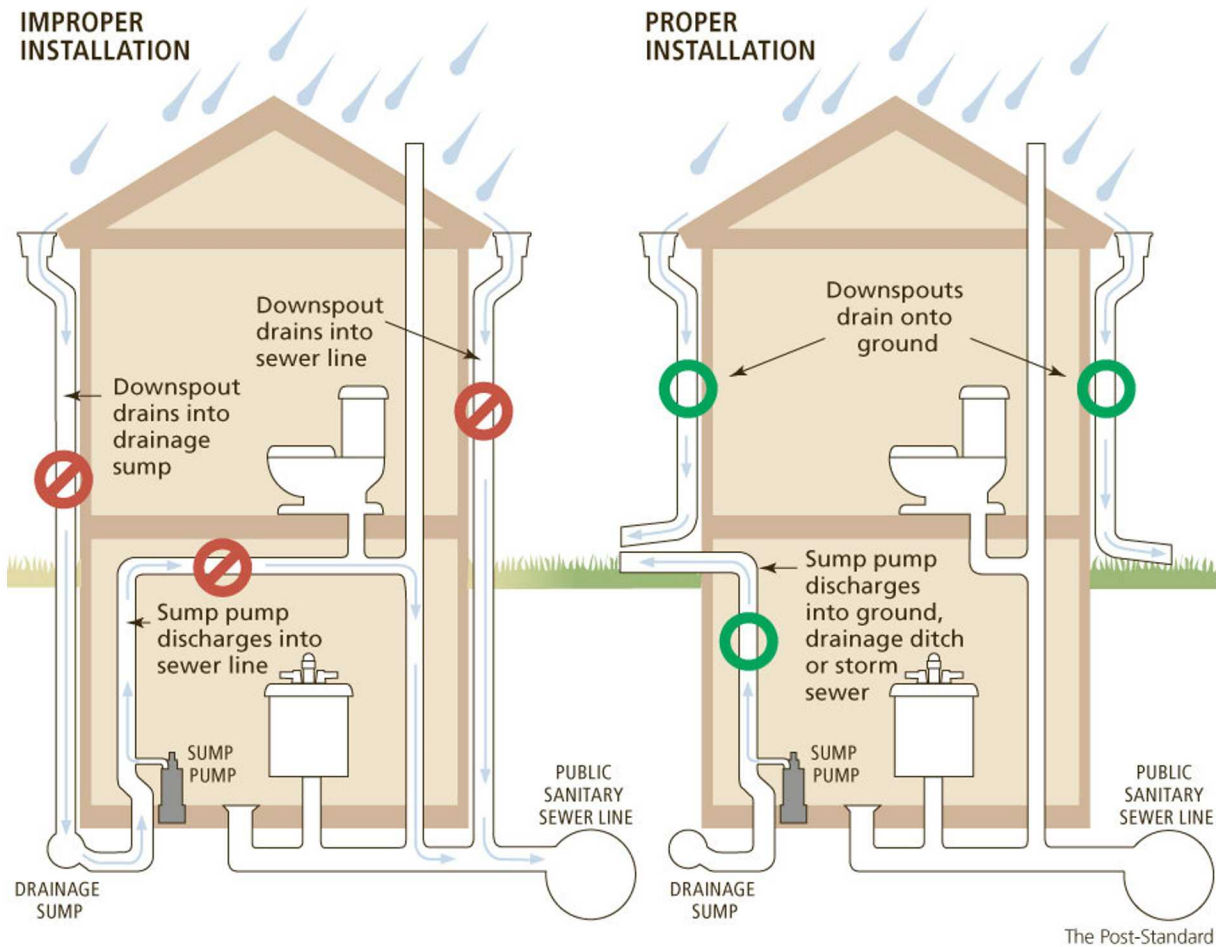 IMPROPER
INSTALLATION
Downspout
drains into
sewer line
Downspout
drains into
drainage
sump
Sump pump
discharges into
sewer line
SUMP
PUMP
PUBLIC
SANITARY
SEWER LINE
DRAINAGE
SUMP
PROPER
INSTALLATION
Downspouts
drain onto
ground
Sump pump
discharges
into ground,
drainage ditch
or storm
sewer
SUMP
PUMP
PUBLIC
SANITARY
SEWER LINE
DRAINAGE
SUMP
The Post-Standard